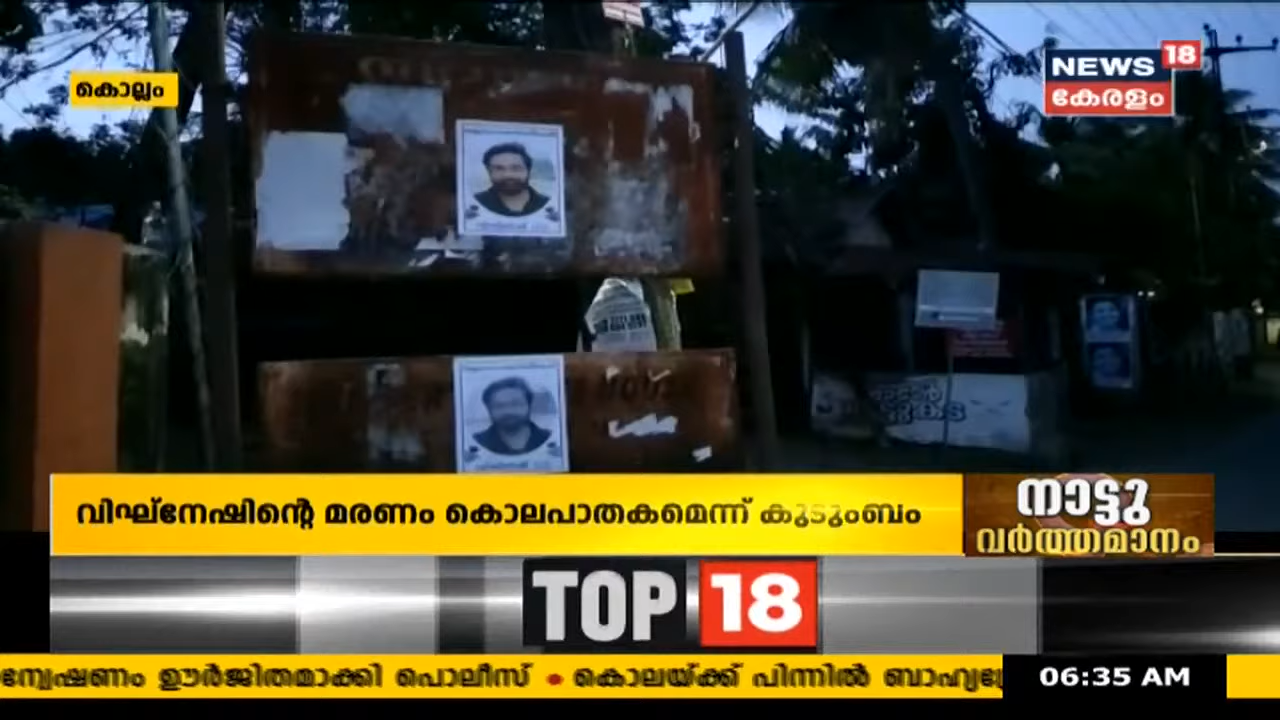 കൊല്ലം
NEWS 18
കേരളം
വിഘ്നേഷിന്റെ മരണം കൊലപാതകമെന്ന് കുടുംബം
നാട്ടു
വർത്തമാനം
TOP 18
ന്വേഷണം ഊർജിതമാക്കി പൊലീസ് • കൊലയ്ക്ക് പിന്നിൽ
06:35 AM